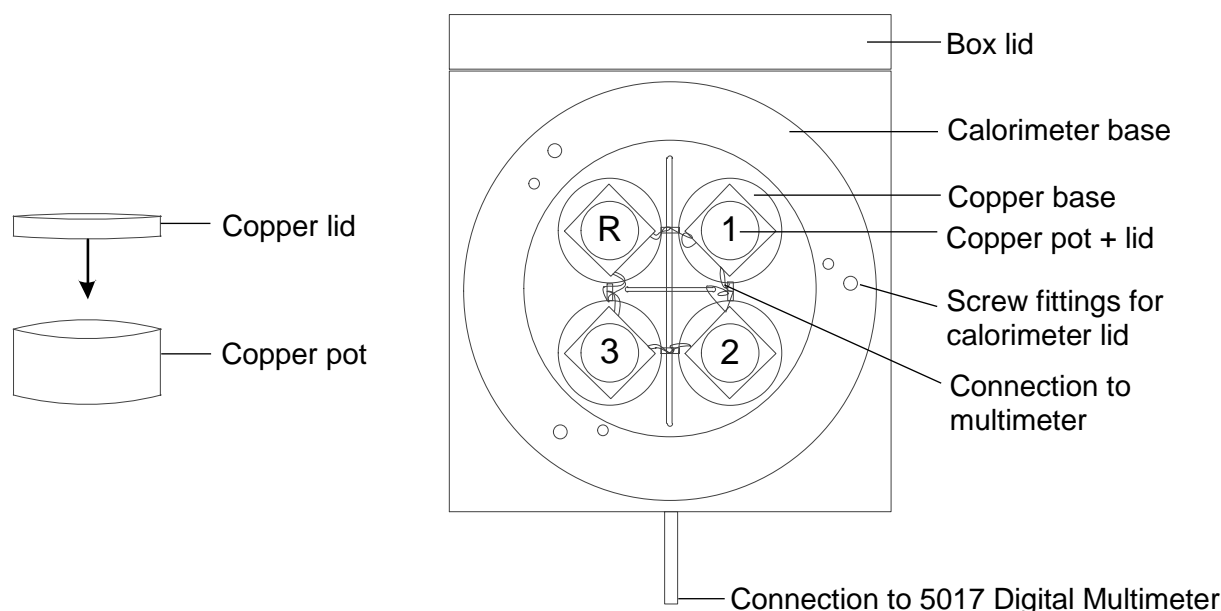 Box lid
Calorimeter base
Copper base
Copper pot + lid
Screw fittings for
calorimeter lid
Connection to
multimeter
Connection to 5017 Digital Multimeter
Copper lid
Copper pot
R
1
3
2